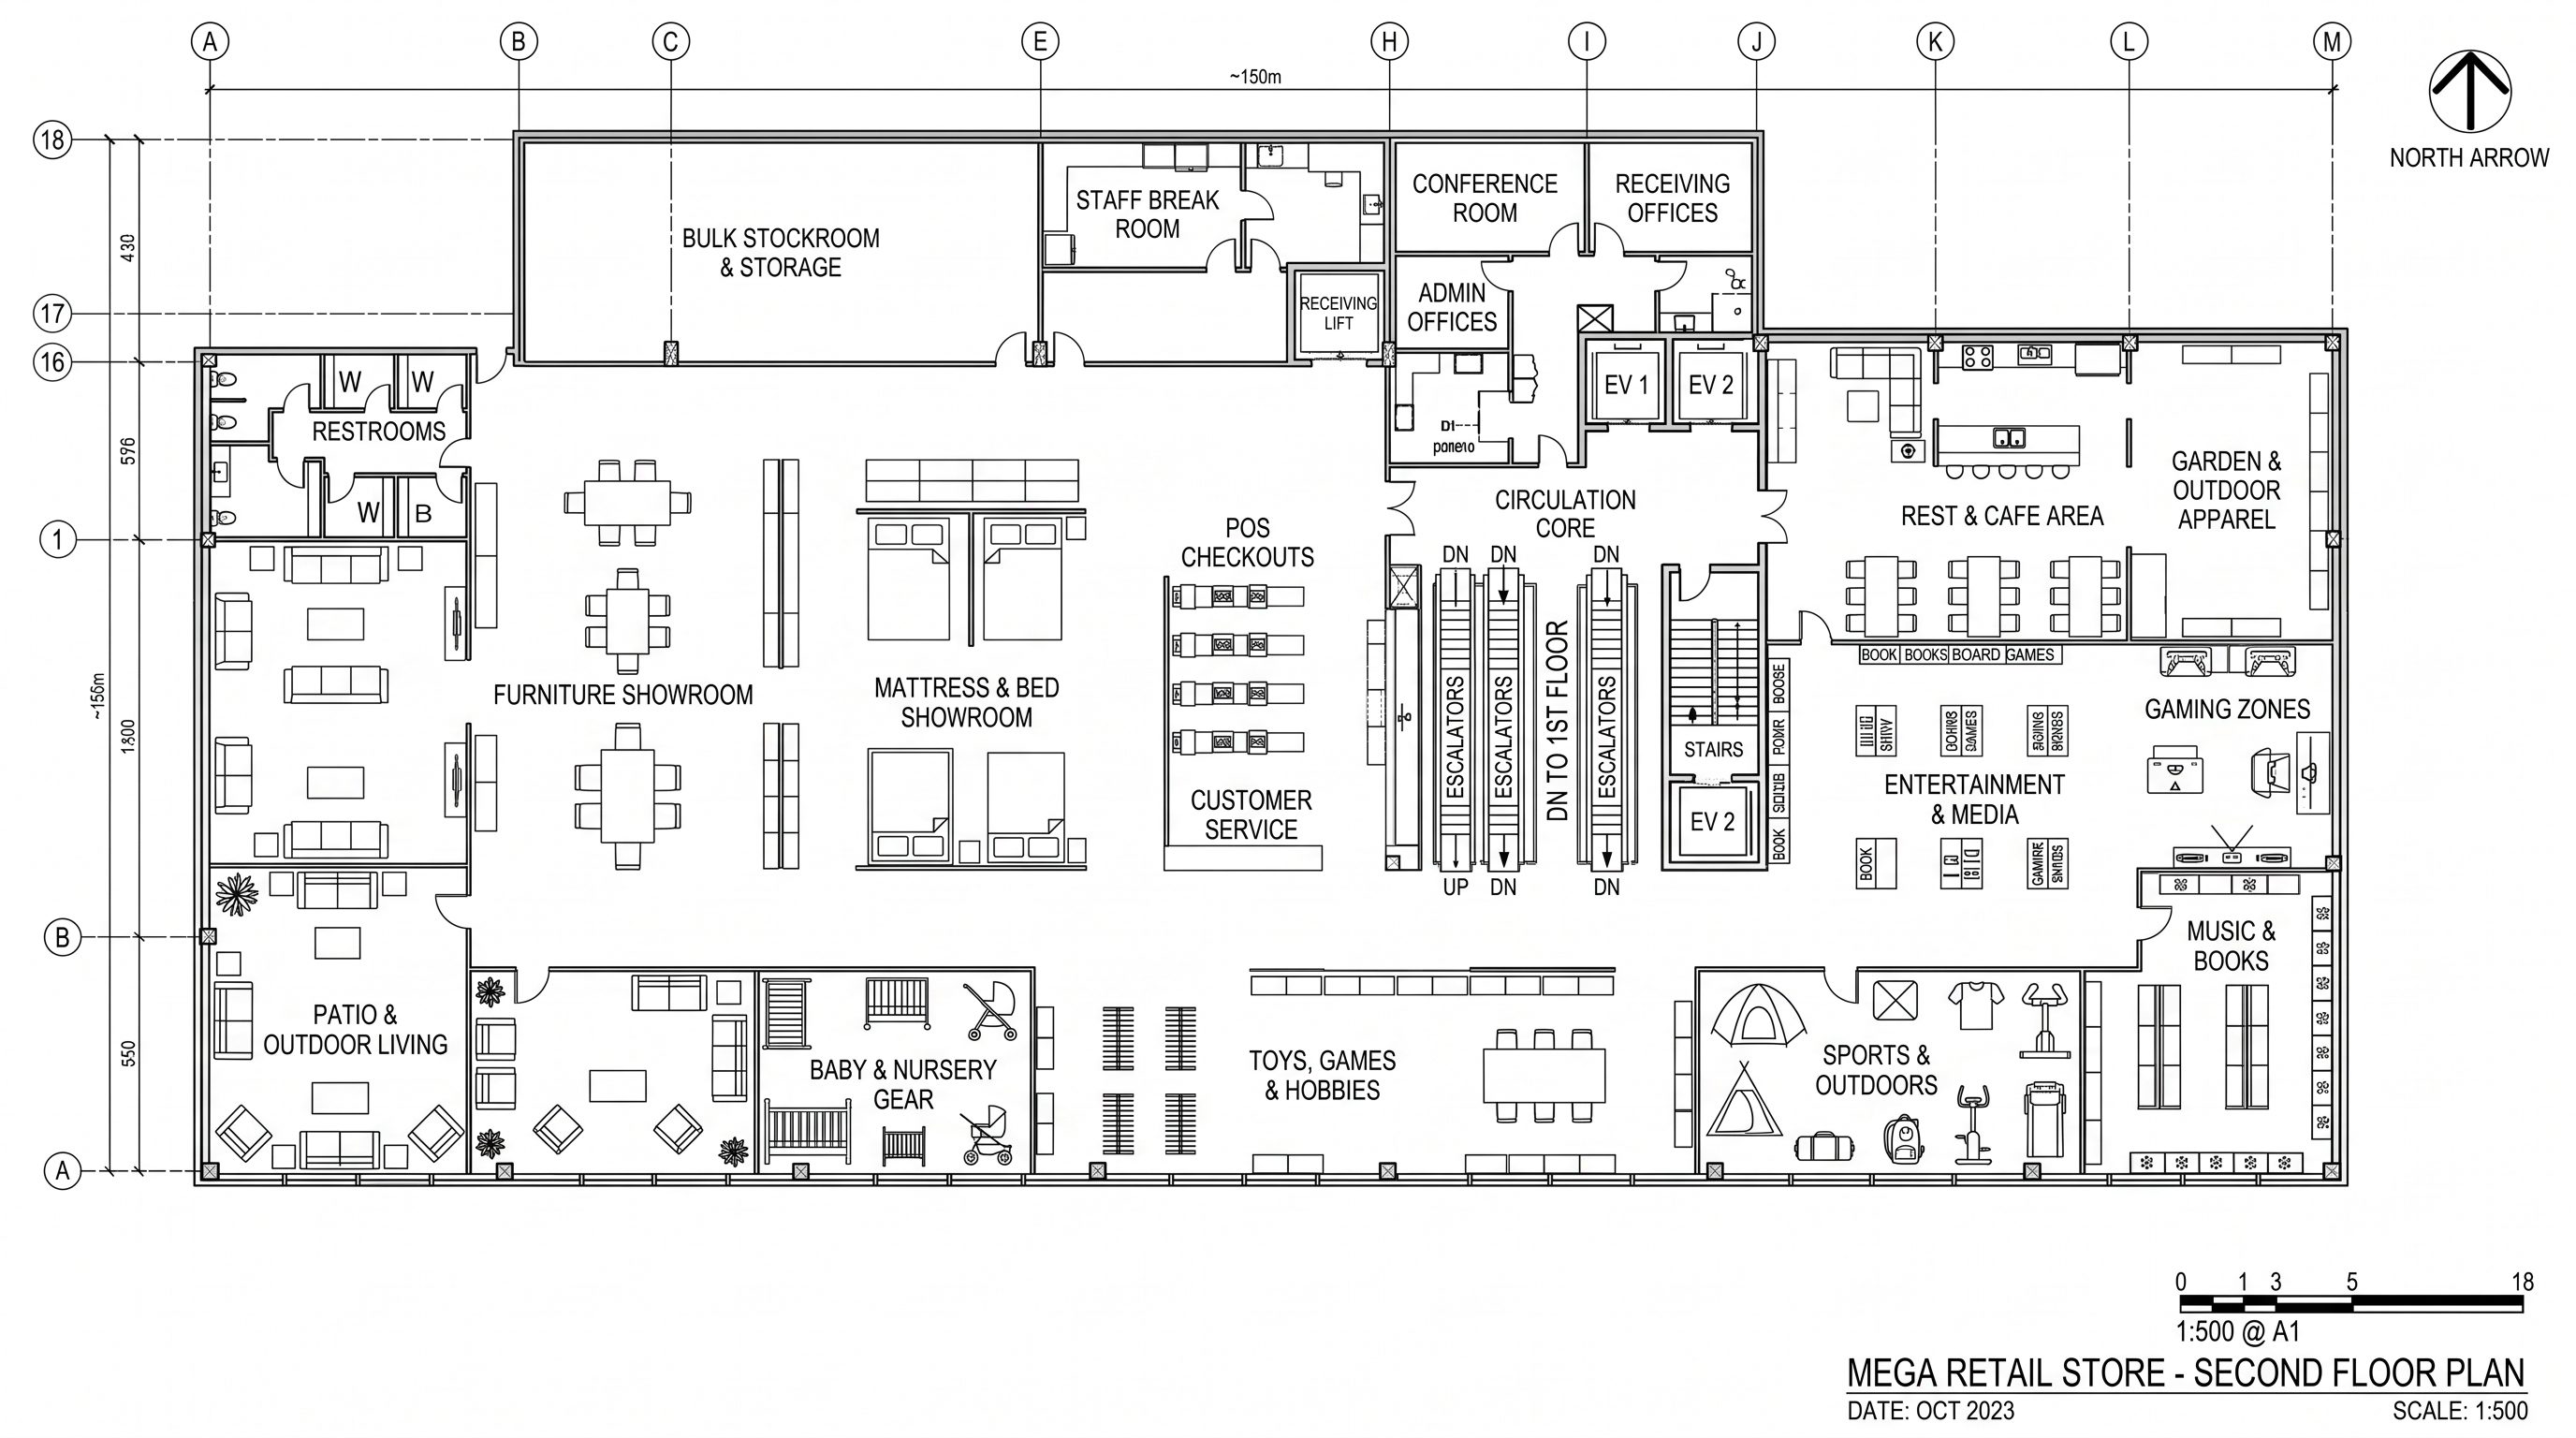 A
B
C
E
H
I
J
K
L
M
~150m
NORTH ARROW
18
17
16
1
B
A
430
1800
550
BULK STOCKROOM
& STORAGE
STAFF BREAK
ROOM
CONFERENCE
ROOM
RECEIVING
OFFICES
RECEIVING
LIFT
ADMIN
OFFICES
W
W
RESTROOMS
W
B
EV 1
EV 2
GARDEN &
OUTDOOR
APPAREL
REST & CAFE AREA
CIRCULATION
CORE
POS
CHECKOUTS
DN
DN
DN
FURNITURE SHOWROOM
MATTRESS & BED
SHOWROOM
ESCALATORS
ESCALATORS
DN TO 1ST FLOOR
ESCALATORS
STAIRS
EV 2
CUSTOMER
SERVICE
UP
DN
DN
BOOK BOOKS BOARD GAMES
BOOSE
BOOK
GAMING ZONES
ENTERTAINMENT
& MEDIA
BOOK
MUSIC &
BOOKS
PATIO &
OUTDOOR LIVING
BABY & NURSERY
GEAR
TOYS, GAMES
& HOBBIES
SPORTS &
OUTDOORS
0 1 3 5 18
1:500 @ A1
MEGA RETAIL STORE - SECOND FLOOR PLAN
DATE: OCT 2023
SCALE: 1:500